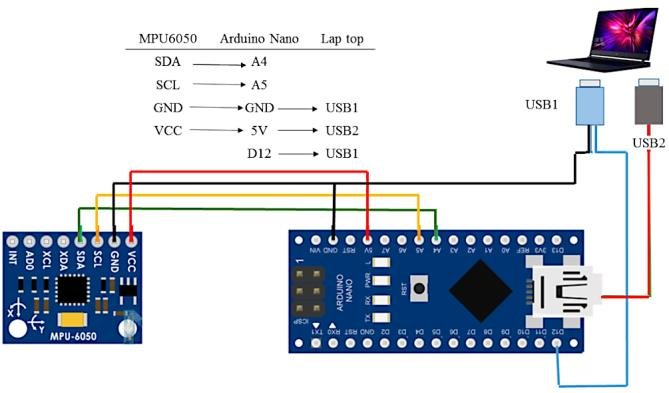 MPU6050 Arduino Nano Lap top
SDA A4
SCL A5
GND GND USB1
VCC 5V USB2
D12 USB1
USB1
USB2
INT
AD0
XCL
XDA
SDA
SCL
GND
VCC
X
Y
MPU-6050
VIN
GND
RST
5V
A7
A6
A5
A4
A3
A2
A1
A0
REF
3V3
D13
1
ICSP
ARDUINO
NANO
L
PWR
RX
TX
RST
TX1
RX0
RST
GND
D2
D3
D4
D5
D6
D7
D8
D9
D10
D11
D12